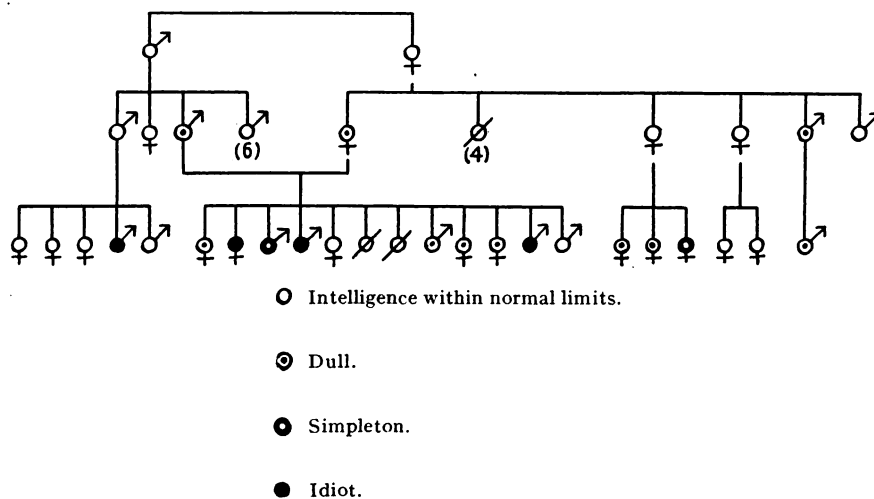 (6) (4)
Intelligence within normal limits.
Dull.
Simpleton.
Idiot.